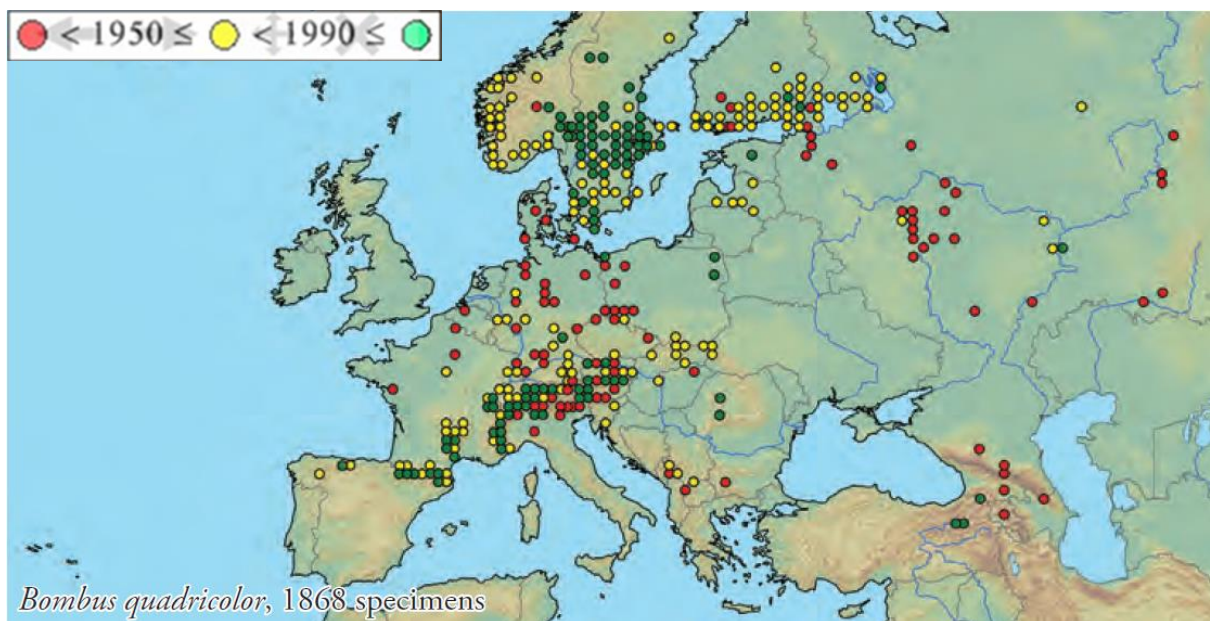 < 1950 ≤ < 1990 ≤
Bombus quadricolor, 1868 specimens